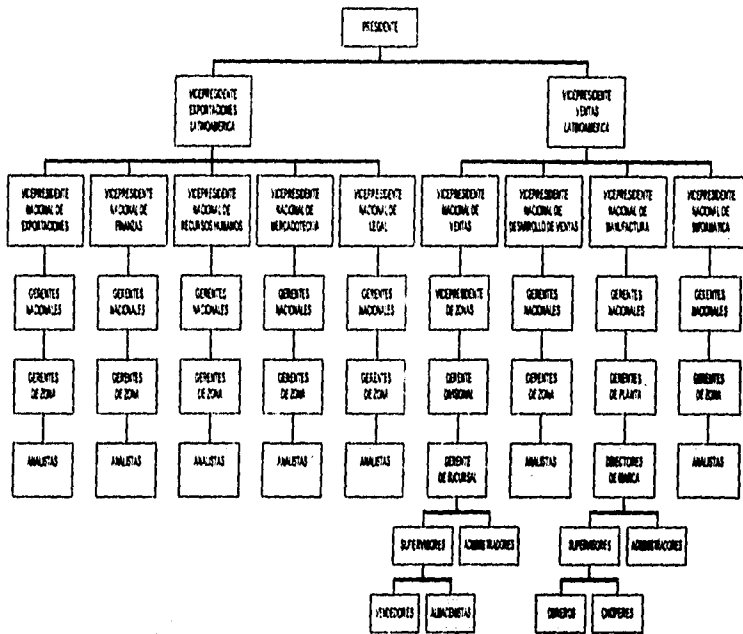 PRESIDENTE
VICEPRESIDENTE
EXPORTACIONES
LATINOAMERICA
VICEPRESIDENTE
VENTAS
LATINOAMERICA
VICEPRESIDENTE
NACIONAL DE
EXPORTACIONES
VICEPRESIDENTE
NACIONAL DE
FINANZAS
VICEPRESIDENTE
NACIONAL DE
RECURSOS HUMANOS
VICEPRESIDENTE
NACIONAL DE
MERCADOTECNIA
VICEPRESIDENTE
NACIONAL DE
LEGAL
VICEPRESIDENTE
NACIONAL DE
VENTAS
VICEPRESIDENTE
NACIONAL DE
DESARROLLO DE VENTAS
VICEPRESIDENTE
NACIONAL DE
MANUFACTURA
VICEPRESIDENTE
NACIONAL DE
INFORMATICA
GERENTES
NACIONALES
GERENTES
NACIONALES
GERENTES
NACIONALES
GERENTES
NACIONALES
GERENTES
NACIONALES
VICEPRESIDENTE
DE ZONAS
GERENTES
NACIONALES
GERENTES
NACIONALES
GERENTES
NACIONALES
GERENTES
DE ZONA
GERENTES
DE ZONA
GERENTES
DE ZONA
GERENTES
DE ZONA
GERENTES
DE ZONA
GERENTE
DIVISIONAL
GERENTES
DE ZONA
GERENTES
DE PLANTA
GERENTES
DE ZONA
ANALISTAS
ANALISTAS
ANALISTAS
ANALISTAS
ANALISTAS
GERENTE
DE SUCURSAL
ANALISTAS
DIRECTORES
DE MARCA
ANALISTAS
SUPERVISORES
ADMINISTRADORES
SUPERVISORES
ADMINISTRADORES
VENDEDORES
ALMACENISTAS
OBREROS
CHOFERES